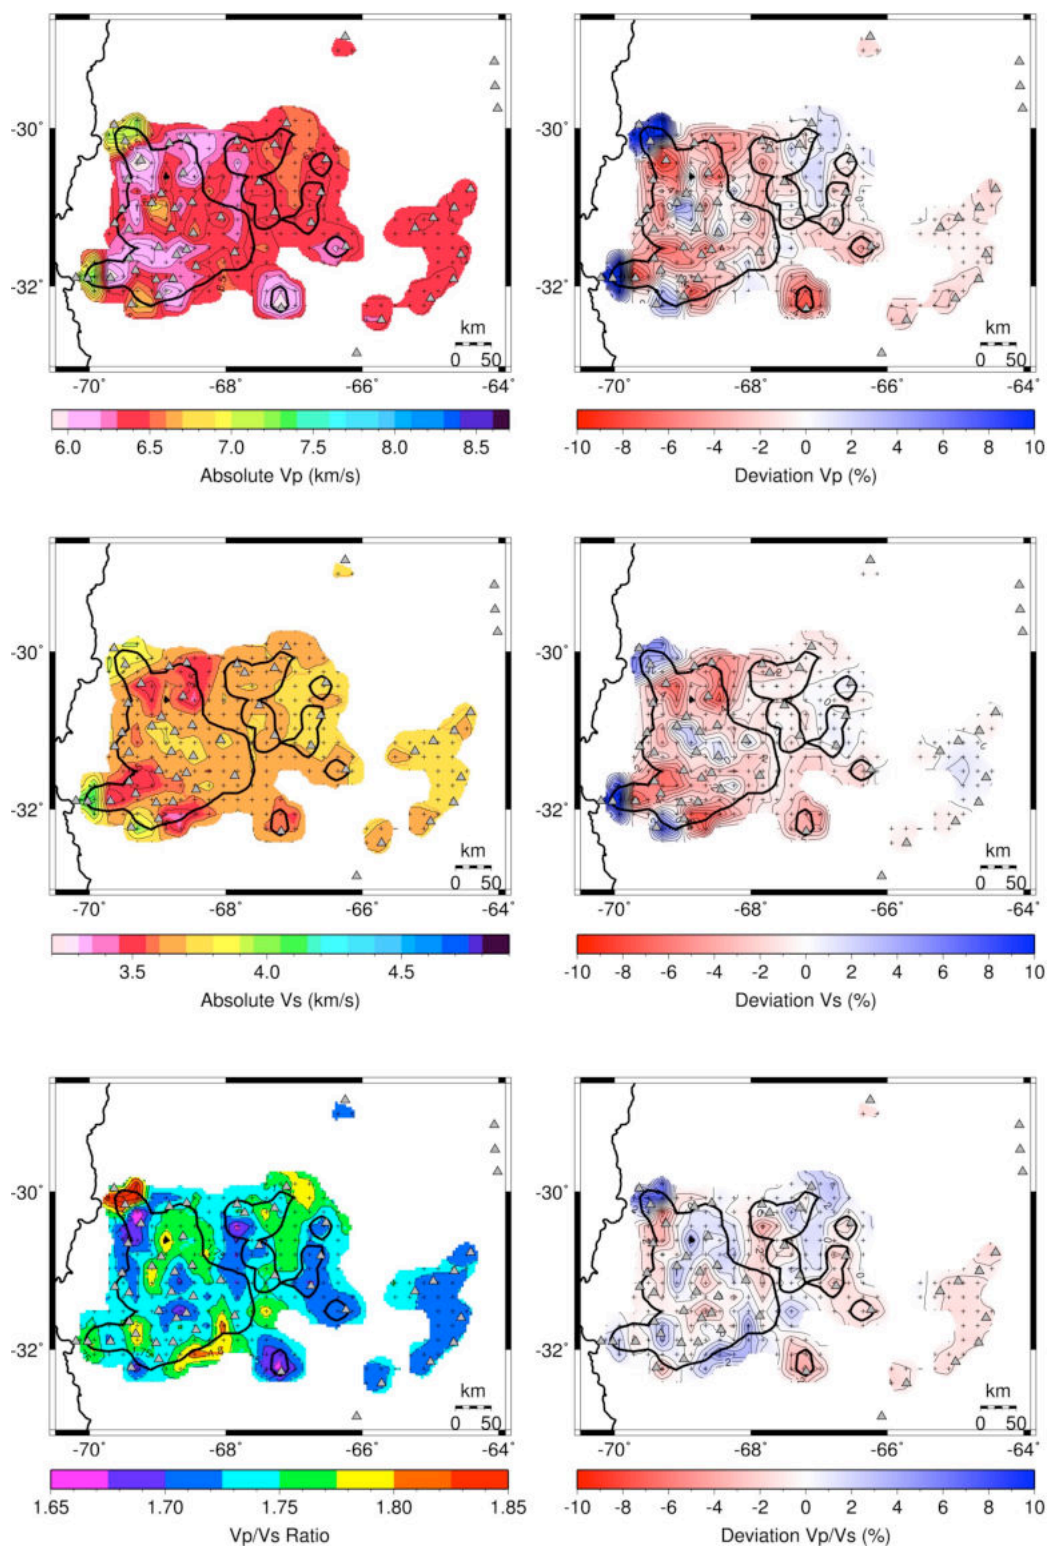 -30°
-32°
km
0 50
-70° -68° -66° -64°
km
0 50
-70° -68° -66° -64°
6.0 6.5 7.0 7.5 8.0 8.5
Absolute Vp (km/s)
-10 -8 -6 -4 -2 0 2 4 6 8 10
Deviation Vp (%)
-30°
-32°
km
0 50
-70° -68° -66° -64°
km
0 50
-70° -68° -66° -64°
3.5 4.0 4.5
Absolute Vs (km/s)
-10 -8 -6 -4 -2 0 2 4 6 8 10
Deviation Vs (%)
-30°
-32°
km
0 50
-70° -68° -66° -64°
km
0 50
-70° -68° -66° -64°
1.65 1.70 1.75 1.80 1.85
Vp/Vs Ratio
-10 -8 -6 -4 -2 0 2 4 6 8 10
Deviation Vp/Vs (%)